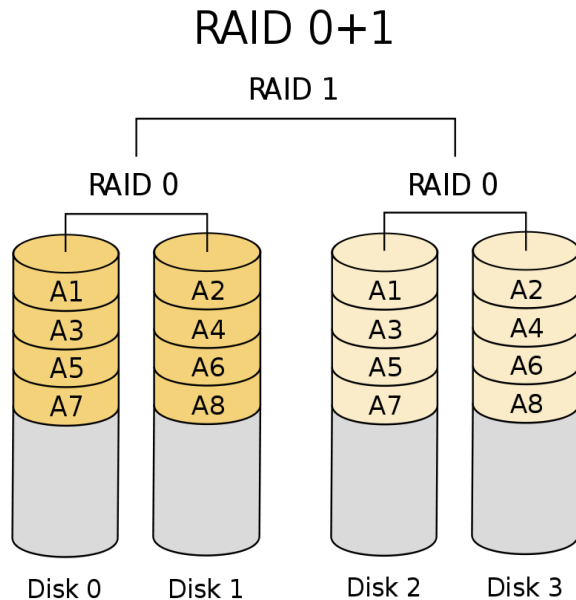 RAID 0+1
RAID 1
RAID 0 RAID 0
A1 A2 A1 A2
A3 A4 A3 A4
A5 A6 A5 A6
A7 A8 A7 A8
Disk 0 Disk 1 Disk 2 Disk 3